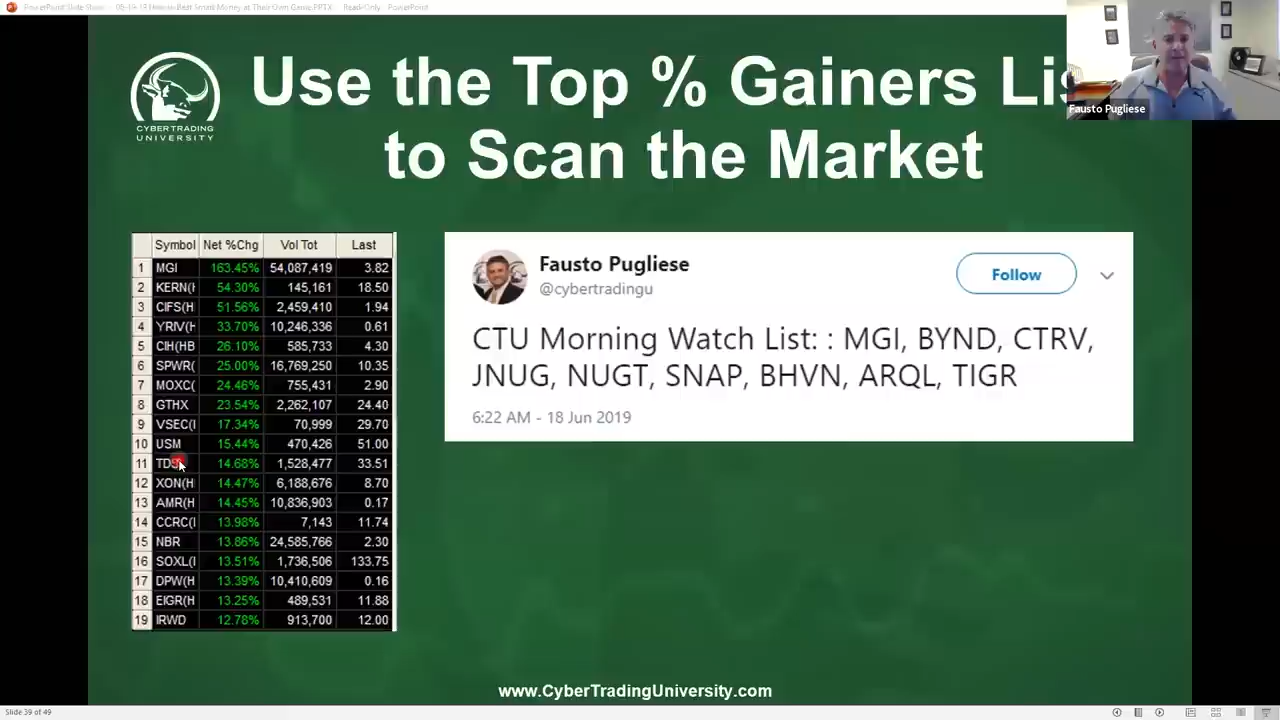 Use the Top % Gainers Lis
to Scan the Market
Fausto Pugliese
CYBERTRADING
UNIVERSITY
Symbol Net %Chg Vol Tot Last
1 MGI 163.45% 54,087,419 3.82
2 KERN( 54.30% 145,161 18.50
3 CIFS(H 51.56% 2,459,410 1.94
4 YRIV(H 33.70% 10,246,336 0.61
5 CIH(HB 26.10% 585,733 4.30
6 SPWR( 25.00% 16,769,250 10.35
7 MOXC( 24.46% 755,431 2.90
8 GTHX 23.54% 2,262,107 24.40
9 VSEC( 17.34% 70,999 29.70
10 USM 15.44% 470,426 51.00
11 TDS 14.68% 1,528,477 33.51
12 XON(H 14.47% 6,188,676 8.70
13 AMR(H 14.45% 10,836,903 0.17
14 CCRC( 13.98% 7,143 11.74
15 NBR 13.86% 24,585,766 2.30
16 SOXL( 13.51% 1,736,506 133.75
17 DPW(H 13.39% 10,410,609 0.16
18 EIGR(H 13.25% 489,531 11.88
19 IRWD 12.78% 913,700 12.00
Fausto Pugliese
@cybertradingu
Follow
CTU Morning Watch List: : MGI, BYND, CTRV,
JNUG, NUGT, SNAP, BHVN, ARQL, TIGR
6:22 AM - 18 Jun 2019
www.CyberTradingUniversity.com
Slide 39 of 49